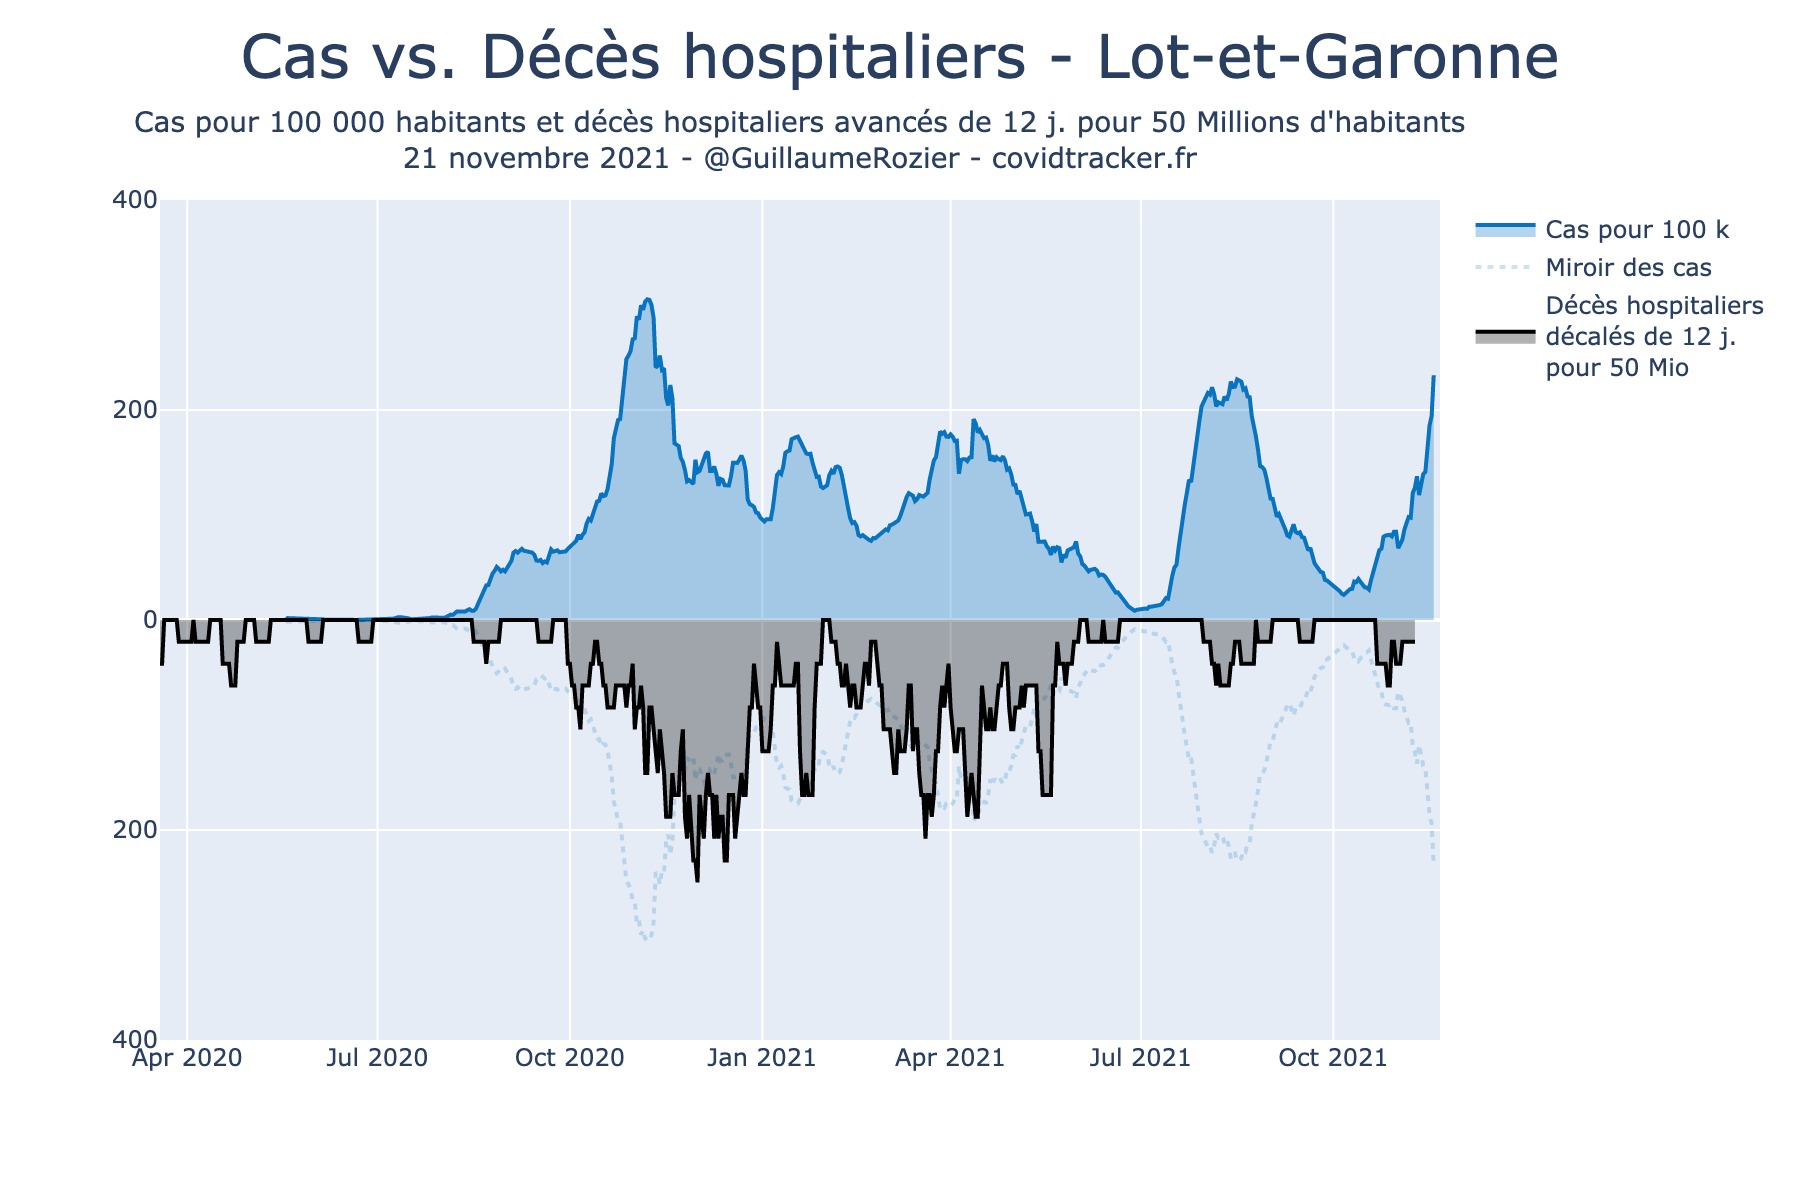 Cas vs. Décès hospitaliers - Lot-et-Garonne
Cas pour 100 000 habitants et décès hospitaliers avancés de 12 j. pour 50 Millions d'habitants
21 novembre 2021 - @GuillaumeRozier - covidtracker.fr
400
200
0
200
400
Apr 2020
Jul 2020
Oct 2020
Jan 2021
Apr 2021
Jul 2021
Oct 2021
Cas pour 100 k
Miroir des cas
Décès hospitaliers
décalés de 12 j.
pour 50 Mio